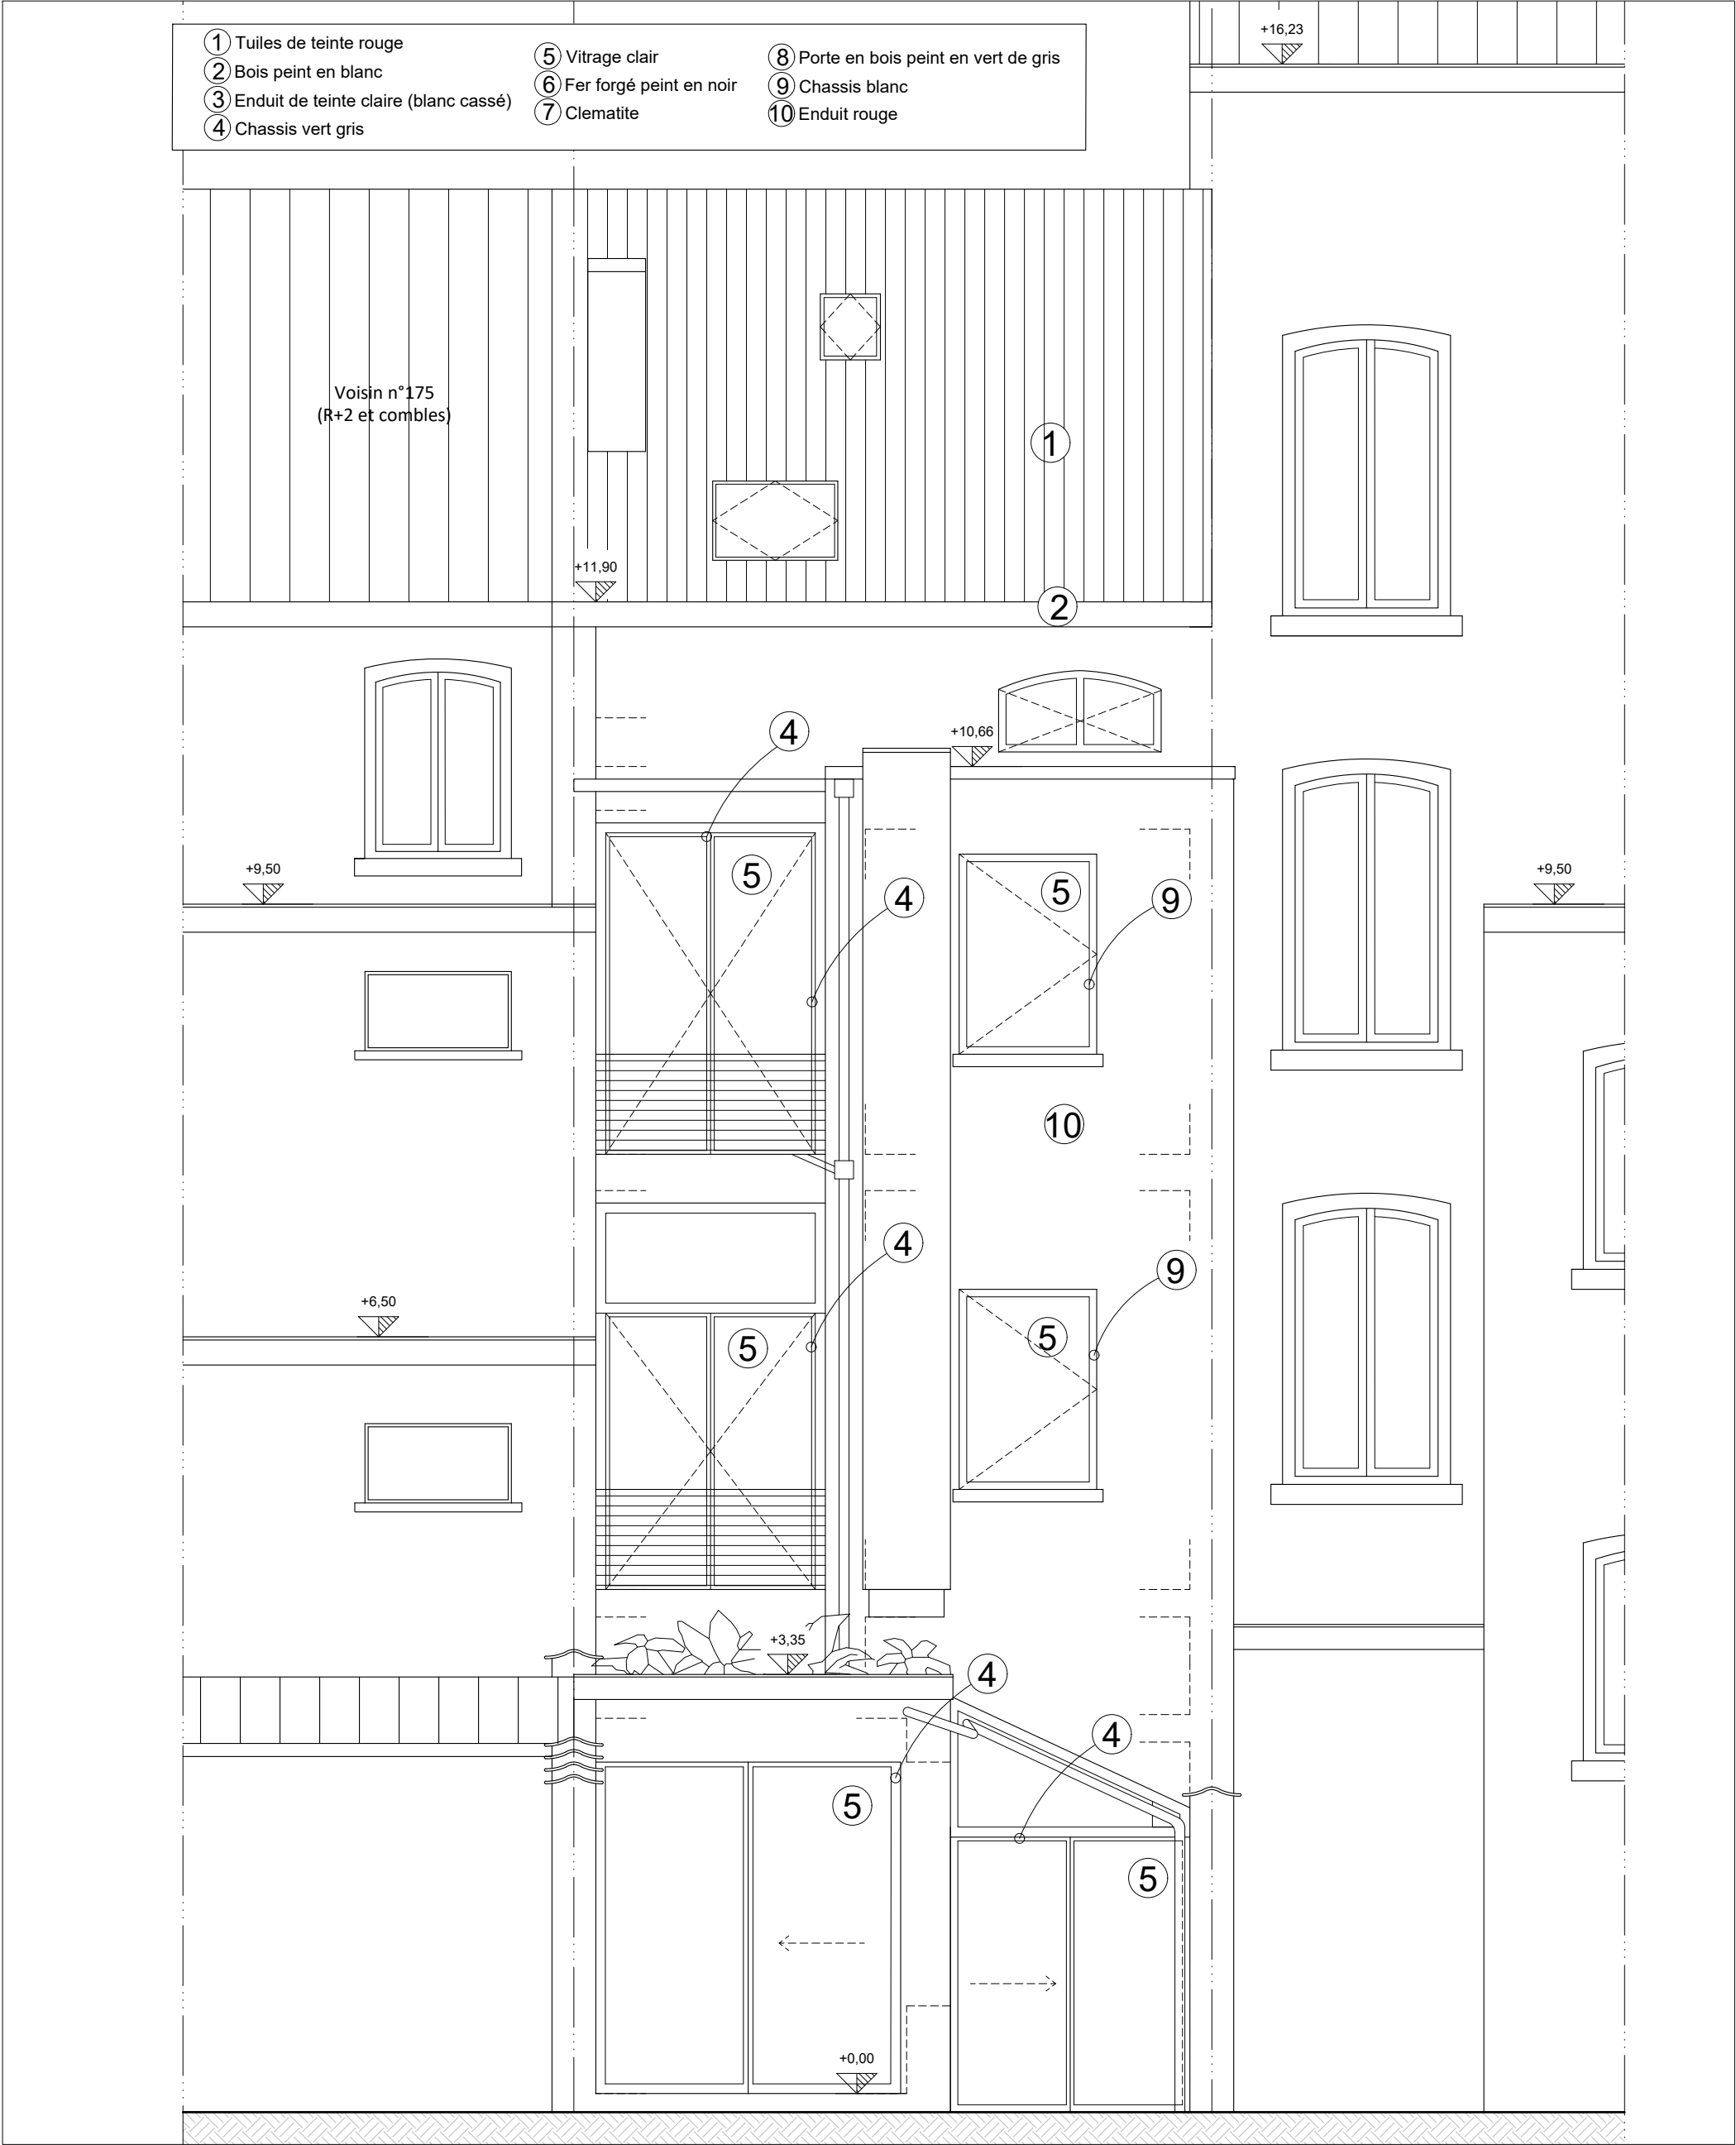 1 Tuiles de teinte rouge
2 Bois peint en blanc
3 Enduit de teinte claire (blanc cassé)
4 Chassis vert gris
5 Vitrage clair
6 Fer forgé peint en noir
7 Clematite
8 Porte en bois peint en vert de gris
9 Chassis blanc
10 Enduit rouge
+16,23
Voisin n°175
(R+2 et combles)
1
+11,90
2
4
+10,66
+9,50
5
4
5
9
+9,50
10
4
9
+6,50
5
5
+3,35
4
4
5
5
+0,00